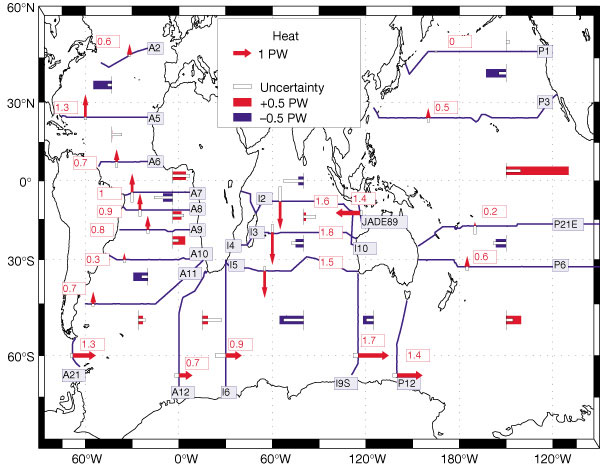 60°N
30°N
0°
30°S
60°S
Heat
1 PW
Uncertainty
+0.5 PW
−0.5 PW
0.6
A2
0
P1
1.3
A5
0.5
P3
0.7
A6
1
A7
0.9
A8
0.8
A9
0.3
A10
A11
0.7
I2
1.6
1.4
JADE89
I3
1.8
I4
I10
I5
1.5
0.2
P21E
0.6
P6
1.3
A21
0.7
A12
0.9
I6
1.7
I9S
1.4
P12
60°W
0°W
60°W
120°W
180°W
120°W
60°W